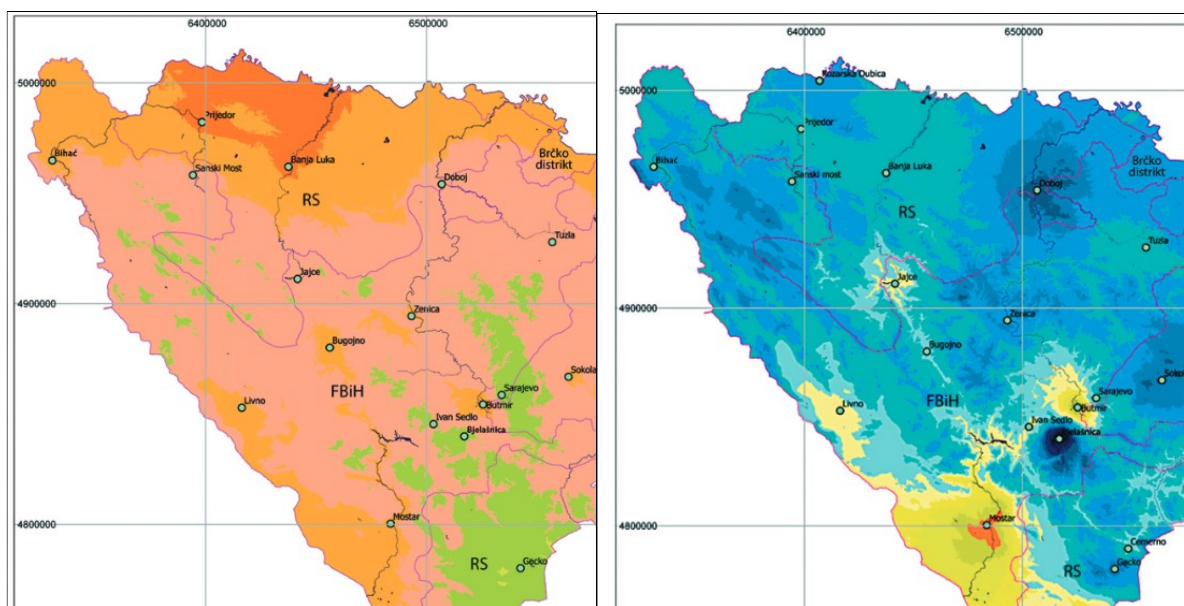 6400000
6500000
5000000
Prijedor
Bihać
Sanski Most
Banja Luka
RS
Doboj
Brčko
distrikt
Tuzla
Jajce
4900000
Zenica
Bugojno
FBiH
Livno
Sokola
Sarajevo
Butmir
Ivan Sedlo
Bjelašnica
4800000
Mostar
RS
Gacko
6400000
6500000
5000000
Kozarska Dubica
Prijedor
Bihać
Sanski most
Banja Luka
RS
Doboj
Brčko
distrikt
Tuzla
Jajce
4900000
Zenica
Bugojno
FBiH
Livno
Soko
Sarajevo
Butmir
Ivan Sedlo
Bjelašnica
4800000
Mostar
Čemerno
RS
Gacko